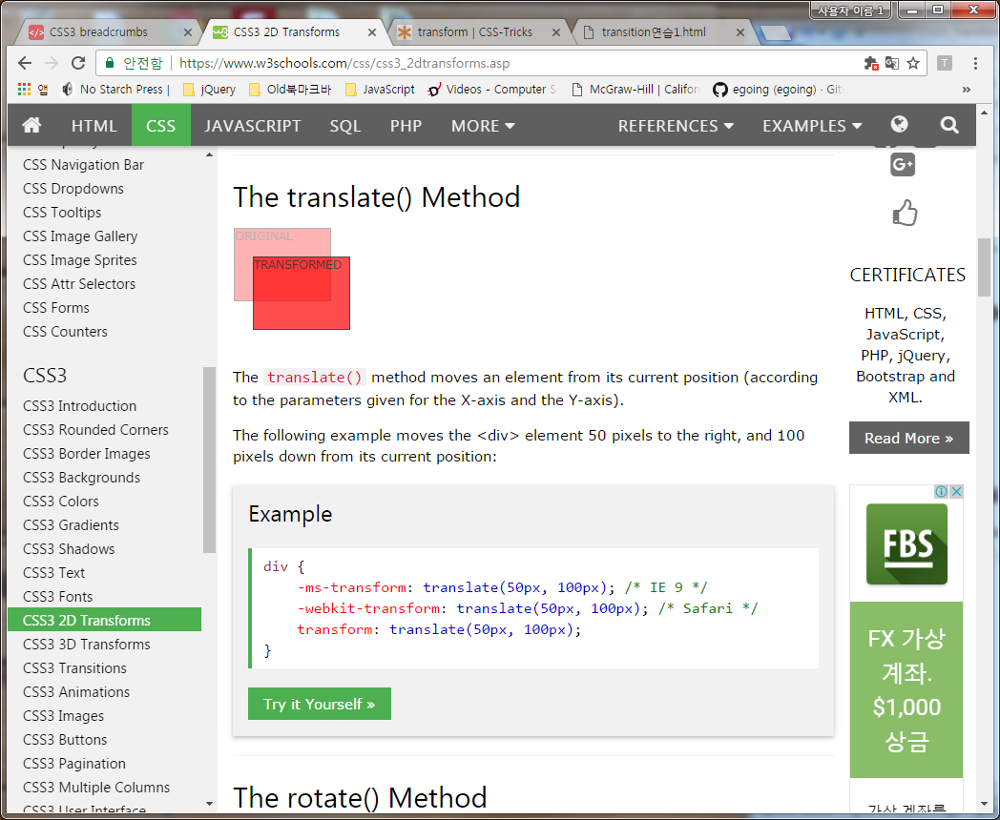 사용자 이름 1
CSS3 breadcrumbs
CSS3 2D Transforms
transform | CSS-Tricks
transition연습1.html
안전함
https://www.w3schools.com/css/css3_2dtransforms.asp
T
앱
No Starch Press |
jQuery
Old북마크바
JavaScript
Videos - Computer S
McGraw-Hill | Califor
egoing (egoing) · Git
»
HTML
CSS
JAVASCRIPT
SQL
PHP
MORE
REFERENCES
EXAMPLES
CSS Navigation Bar
CSS Dropdowns
CSS Tooltips
CSS Image Gallery
CSS Image Sprites
CSS Attr Selectors
CSS Forms
CSS Counters
CSS3
CSS3 Introduction
CSS3 Rounded Corners
CSS3 Border Images
CSS3 Backgrounds
CSS3 Colors
CSS3 Gradients
CSS3 Shadows
CSS3 Text
CSS3 Fonts
CSS3 2D Transforms
CSS3 3D Transforms
CSS3 Transitions
CSS3 Animations
CSS3 Images
CSS3 Buttons
CSS3 Pagination
CSS3 Multiple Columns
CSS3 User Interface
The translate() Method
ORIGINAL
TRANSFORMED
The translate() method moves an element from its current position (according
to the parameters given for the X-axis and the Y-axis).
The following example moves the <div> element 50 pixels to the right, and 100
pixels down from its current position:
Example
div {
    -ms-transform: translate(50px, 100px); /* IE 9 */
    -webkit-transform: translate(50px, 100px); /* Safari */
    transform: translate(50px, 100px);
}
Try it Yourself »
The rotate() Method
G+
CERTIFICATES
HTML, CSS,
JavaScript,
PHP, jQuery,
Bootstrap and
XML.
Read More »
FBS
FX 가상
계좌.
$1,000
상금
가상 계좌를